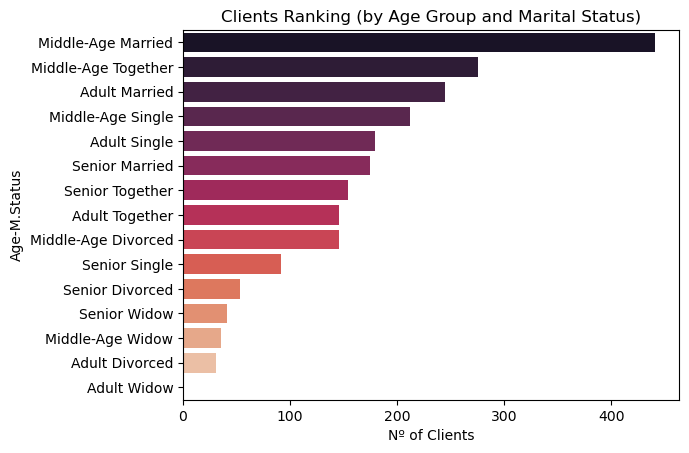 Clients Ranking (by Age Group and Marital Status)
Age-M.Status
Middle-Age Married
Middle-Age Together
Adult Married
Middle-Age Single
Adult Single
Senior Married
Senior Together
Adult Together
Middle-Age Divorced
Senior Single
Senior Divorced
Senior Widow
Middle-Age Widow
Adult Divorced
Adult Widow
0 100 200 300 400
Nº of Clients